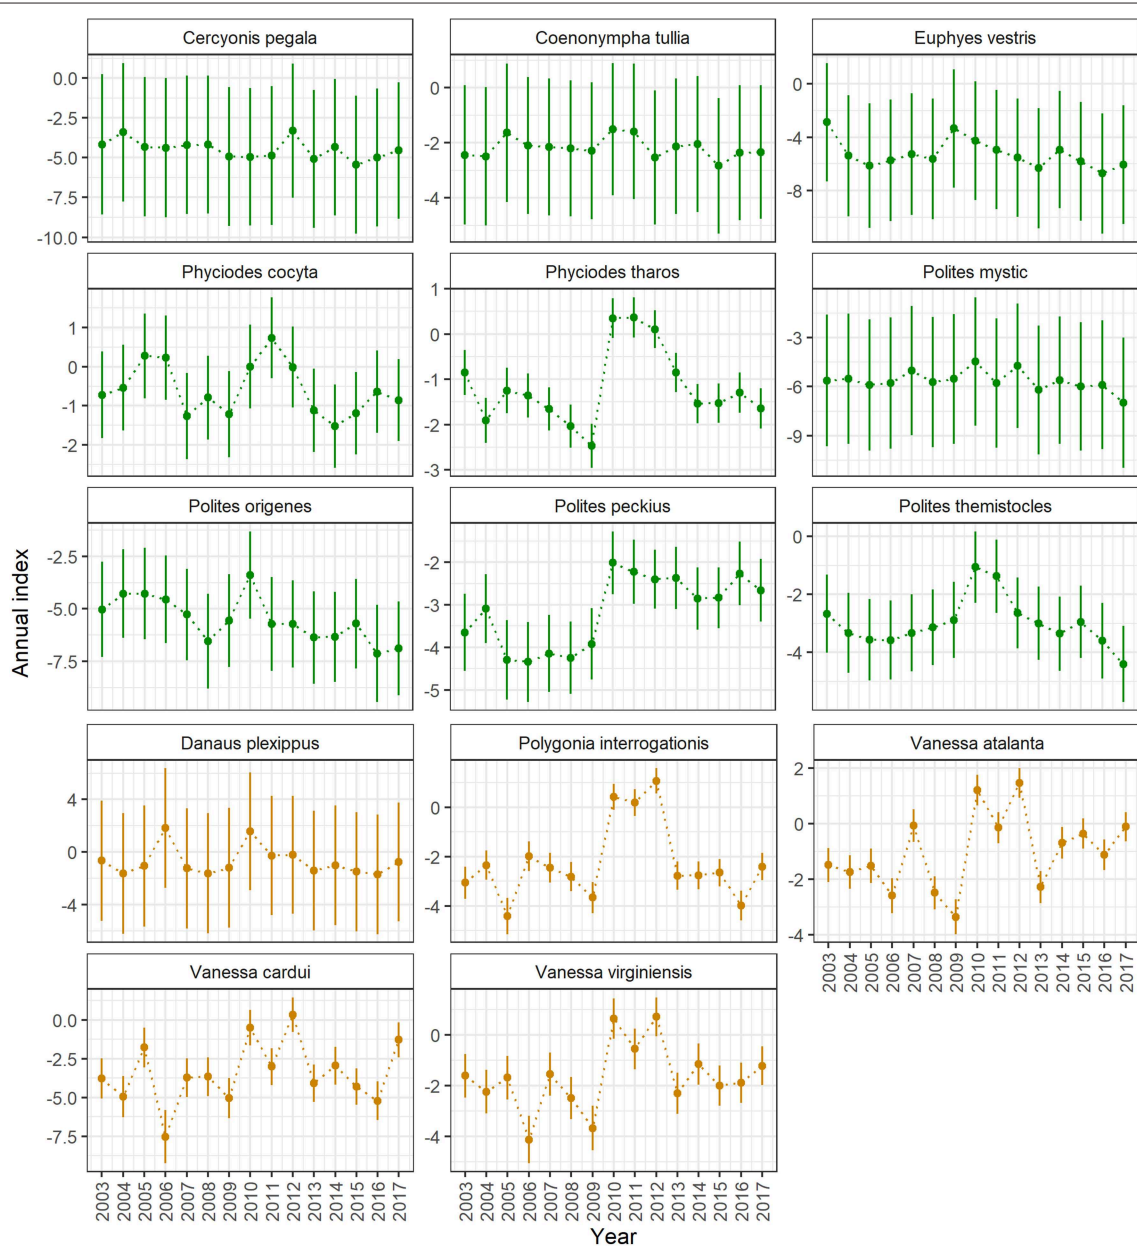 Cercyonis pegala
Coenonympha tullia
Euphyes vestris
0.0
-2.5
-5.0
-7.5
-10.0
0
-2
-4
0
-4
-8
Phyciodes cocyta
Phyciodes tharos
Polites mystic
1
0
-1
-2
1
0
-1
-2
-3
-3
-6
-9
Polites origenes
Polites peckius
Polites themistocles
-2.5
-5.0
-7.5
-2
-3
-4
-5
0
-2
-4
Annual index
Danaus plexippus
Polygonia interrogationis
Vanessa atalanta
4
0
-4
0
-2
-4
2
0
-2
-4
2003 2004 2005 2006 2007 2008 2009 2010 2011 2012 2013 2014 2015 2016 2017
Vanessa cardui
Vanessa virginiensis
0.0
-2.5
-5.0
-7.5
0
-2
-4
2003 2004 2005 2006 2007 2008 2009 2010 2011 2012 2013 2014 2015 2016 2017
2003 2004 2005 2006 2007 2008 2009 2010 2011 2012 2013 2014 2015 2016 2017
Year